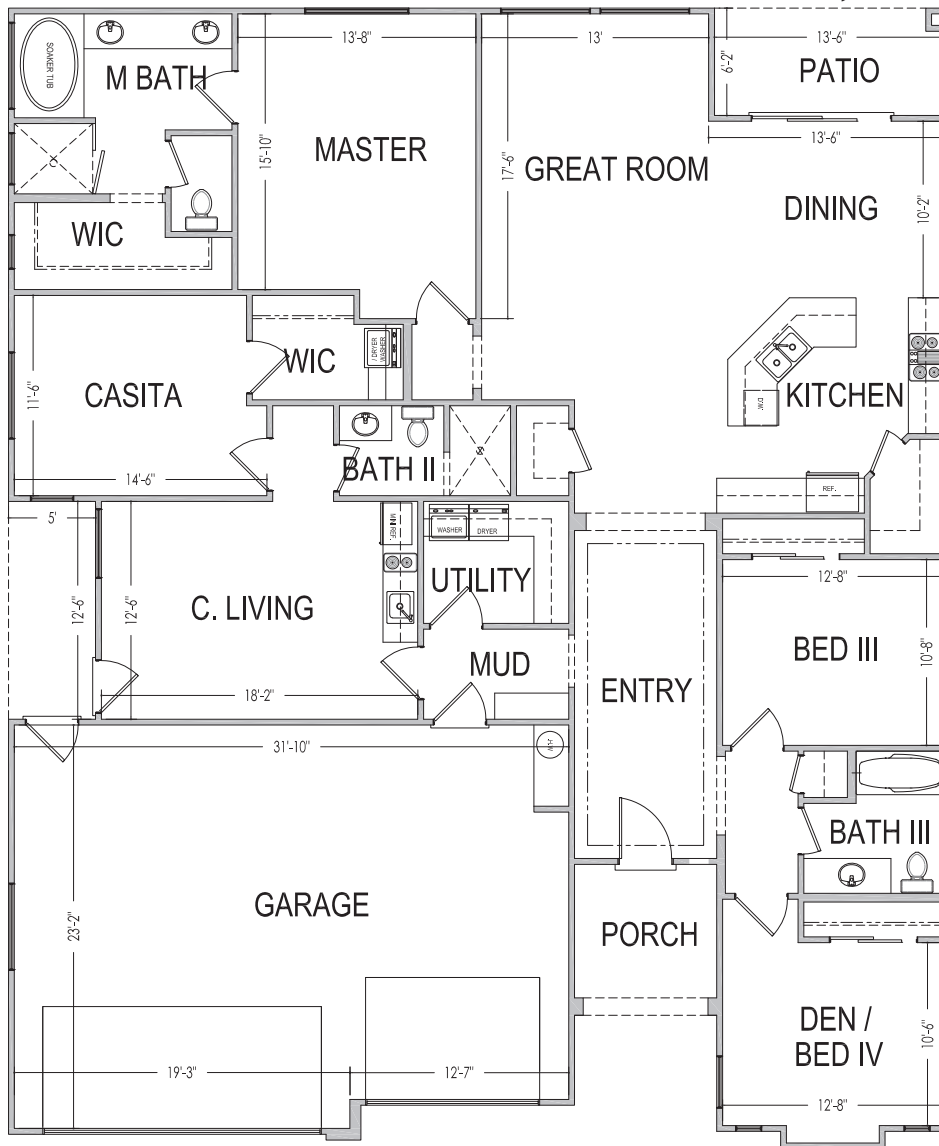 13'-8"
13'
13'-6"
SOAKER TUB
M BATH
6'-2"
PATIO
13'-6"
MASTER
15'-10"
17'-6"
GREAT ROOM
DINING
10'-2"
WIC
CASITA
11'-6"
14'-6"
WIC
DRYER /
WASHER
KITCHEN
D.W.
BATH II
REF.
5'
12'-6"
12'-6"
C. LIVING
18'-2"
MINI REF.
WASHER
DRYER
UTILITY
MUD
ENTRY
12'-8"
BED III
10'-8"
31'-10"
H.W.
BATH III
GARAGE
23'-2"
PORCH
DEN /
BED IV
10'-6"
19'-3"
12'-7"
12'-8"